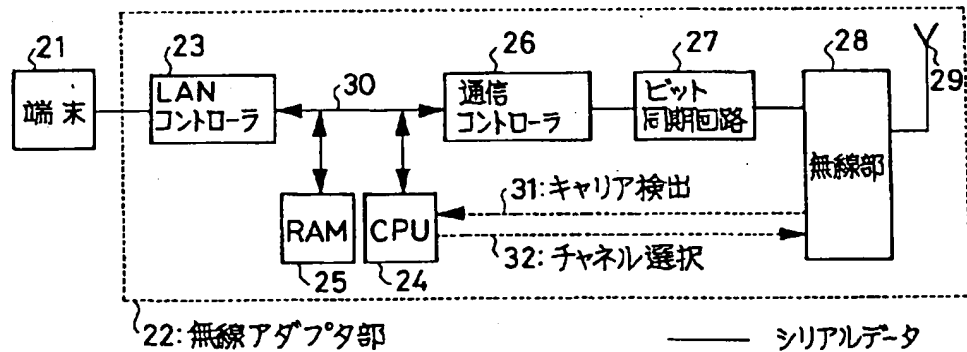 21
端末
23
LAN
コントローラ
30
26
通信
コントローラ
27
ビット
同期回路
28
無線部
29
RAM
25
CPU
24
31:キャリア検出
32:チャネル選択
22:無線アダプタ部
シリアルデータ